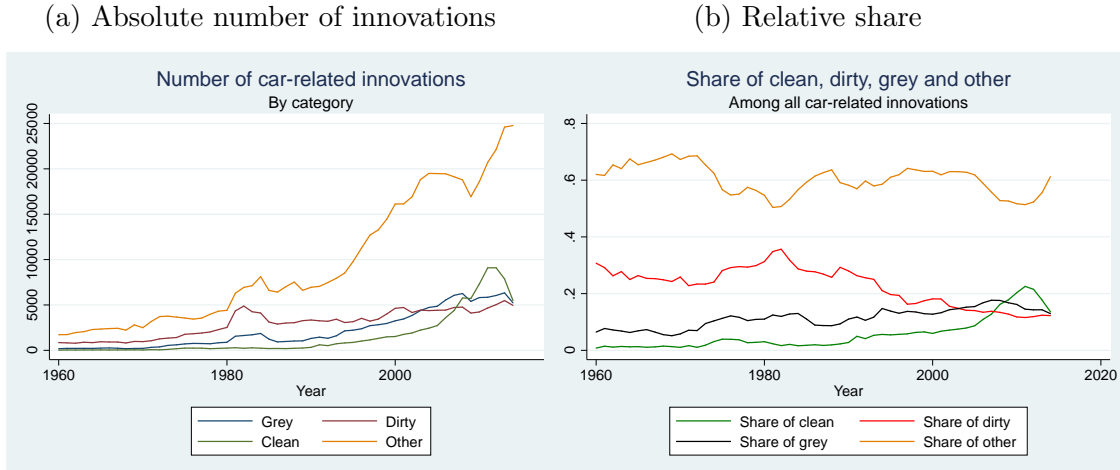 (a) Absolute number of innovations
(b) Relative share
Number of car-related innovations
By category
25000
20000
15000
10000
5000
0
1960
1980
2000
Year
Grey
Dirty
Clean
Other
Share of clean, dirty, grey and other
Among all car-related innovations
.8
.6
.4
.2
0
1960
1980
2000
2020
Year
Share of clean
Share of dirty
Share of grey
Share of other